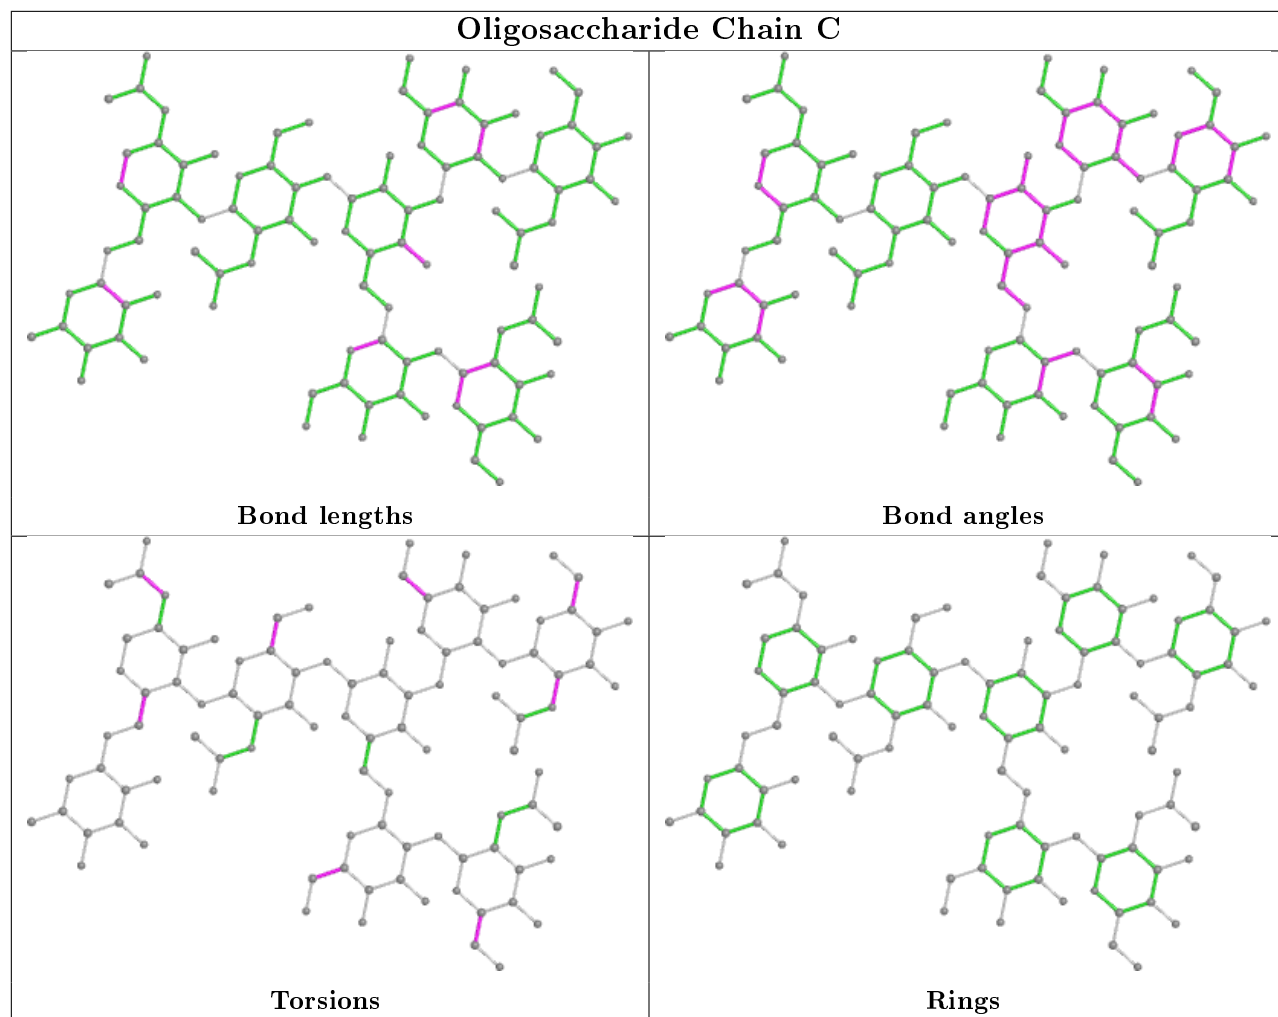 Oligosaccharide Chain C
Bond lengths
Bond angles
Torsions
Rings